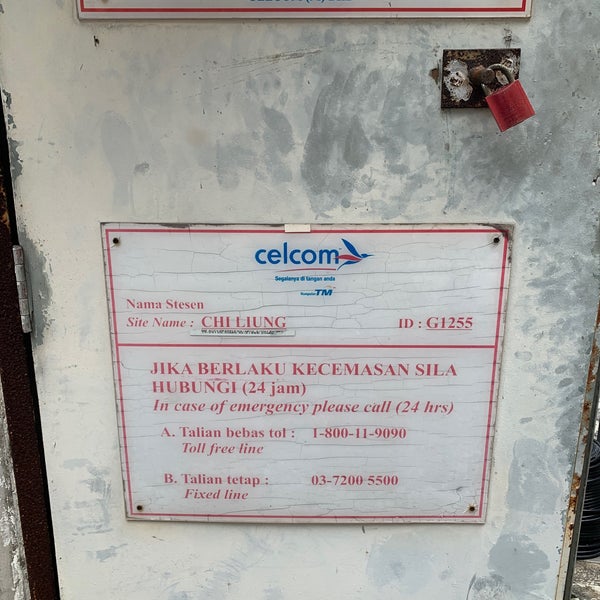 celcom
Segalanya di tangan anda
TM
Nama Stesen
Site Name : CHI LIUNG ID : G1255
JIKA BERLAKU KECEMASAN SILA
HUBUNGI (24 jam)
In case of emergency please call (24 hrs)
A. Talian bebas tol : 1-800-11-9090
Toll free line
B. Talian tetap : 03-7200 5500
Fixed line